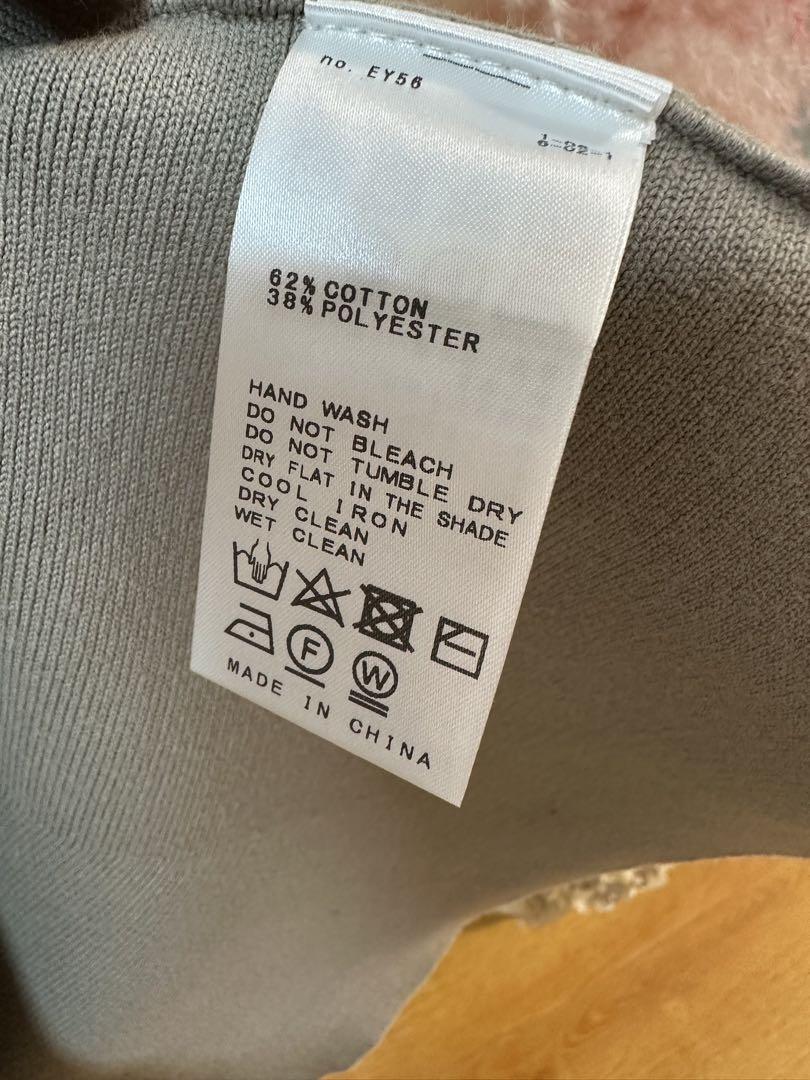 no. EY56
62% COTTON
38% POLYESTER
HAND WASH
DO NOT BLEACH
DO NOT TUMBLE DRY
DRY FLAT IN THE SHADE
COOL IRON
DRY CLEAN
WET CLEAN
F
W
MADE IN CHINA